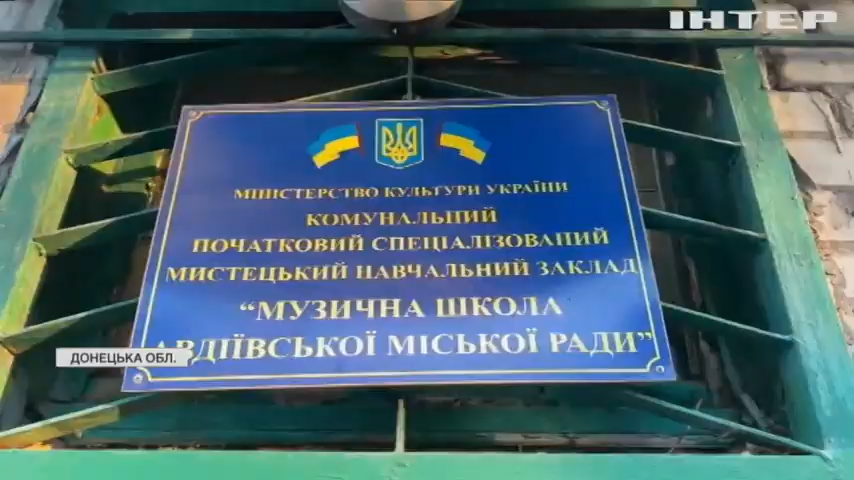 ІНТЕР
МІНІСТЕРСТВО КУЛЬТУРИ УКРАЇНИ
КОМУНАЛЬНИЙ
ПОЧАТКОВИЙ СПЕЦІАЛІЗОВАНИЙ
МИСТЕЦЬКИЙ НАВЧАЛЬНИЙ ЗАКЛАД
“МУЗИЧНА ШКОЛА
АВДІЇВСЬКОЇ МІСЬКОЇ РАДИ”
ДОНЕЦЬКА ОБЛ.